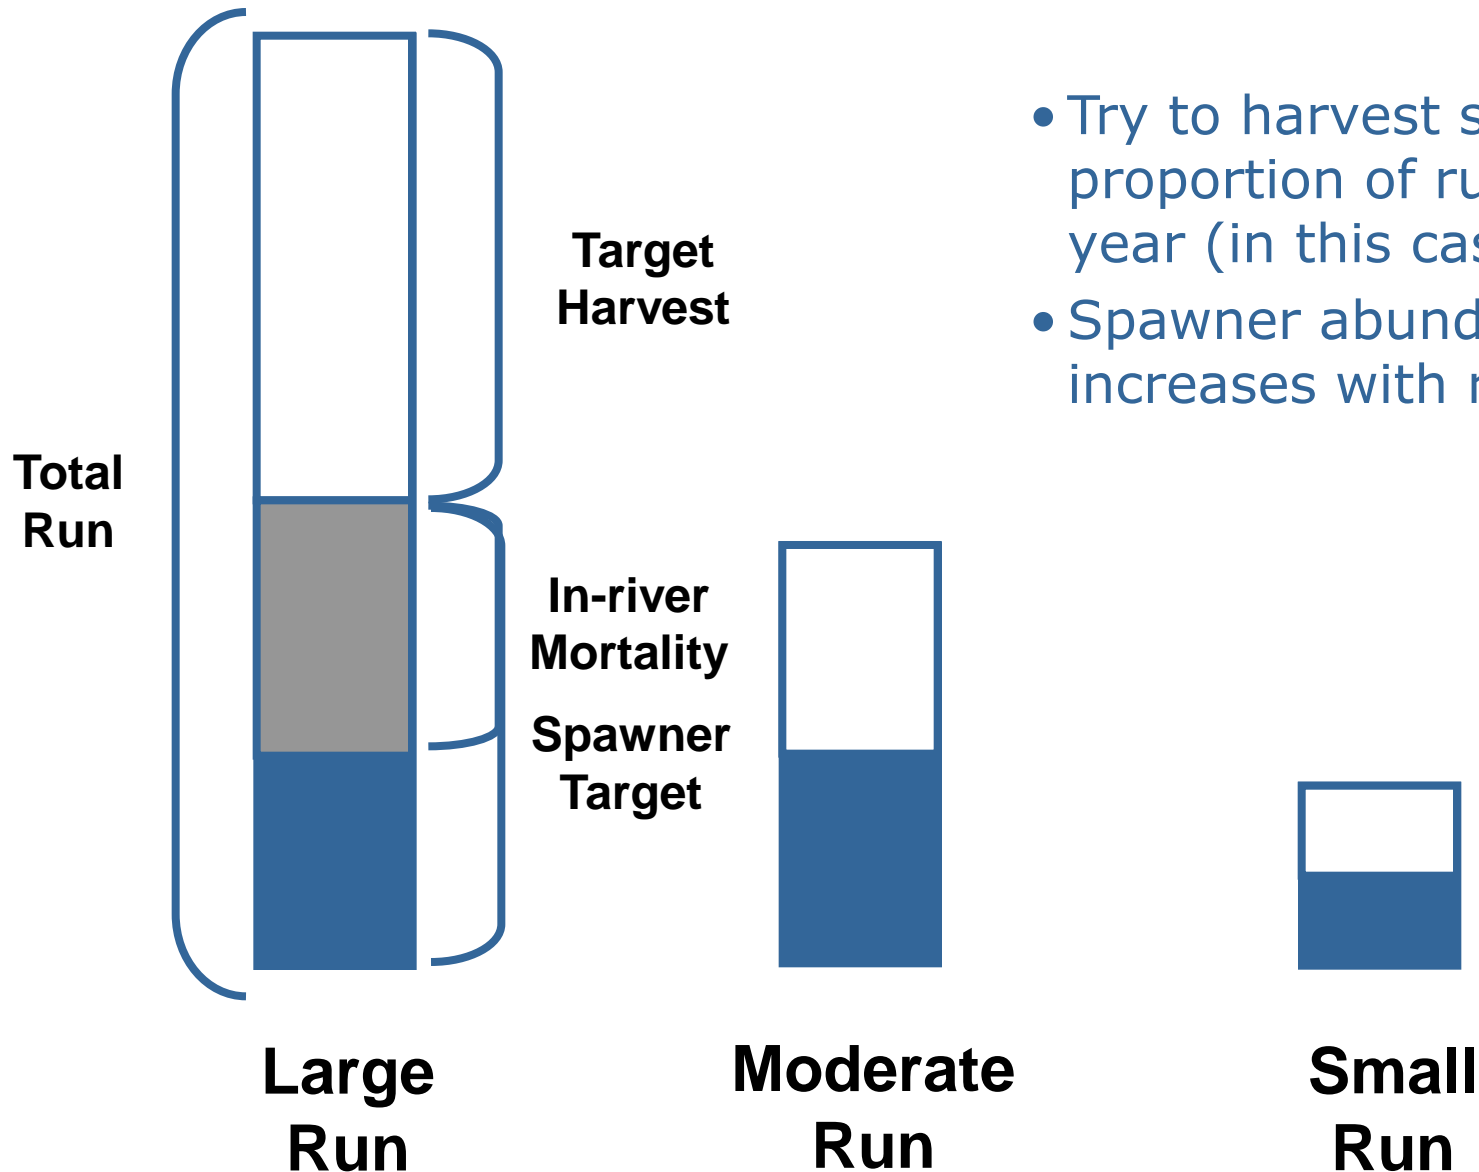 • Try to harvest
proportion of
year (in this
• Spawner
increases with
Target
Harvest
Total
Run
In-river
Mortality
Spawner
Target
Large
Run
Moderate
Run
Small
Run